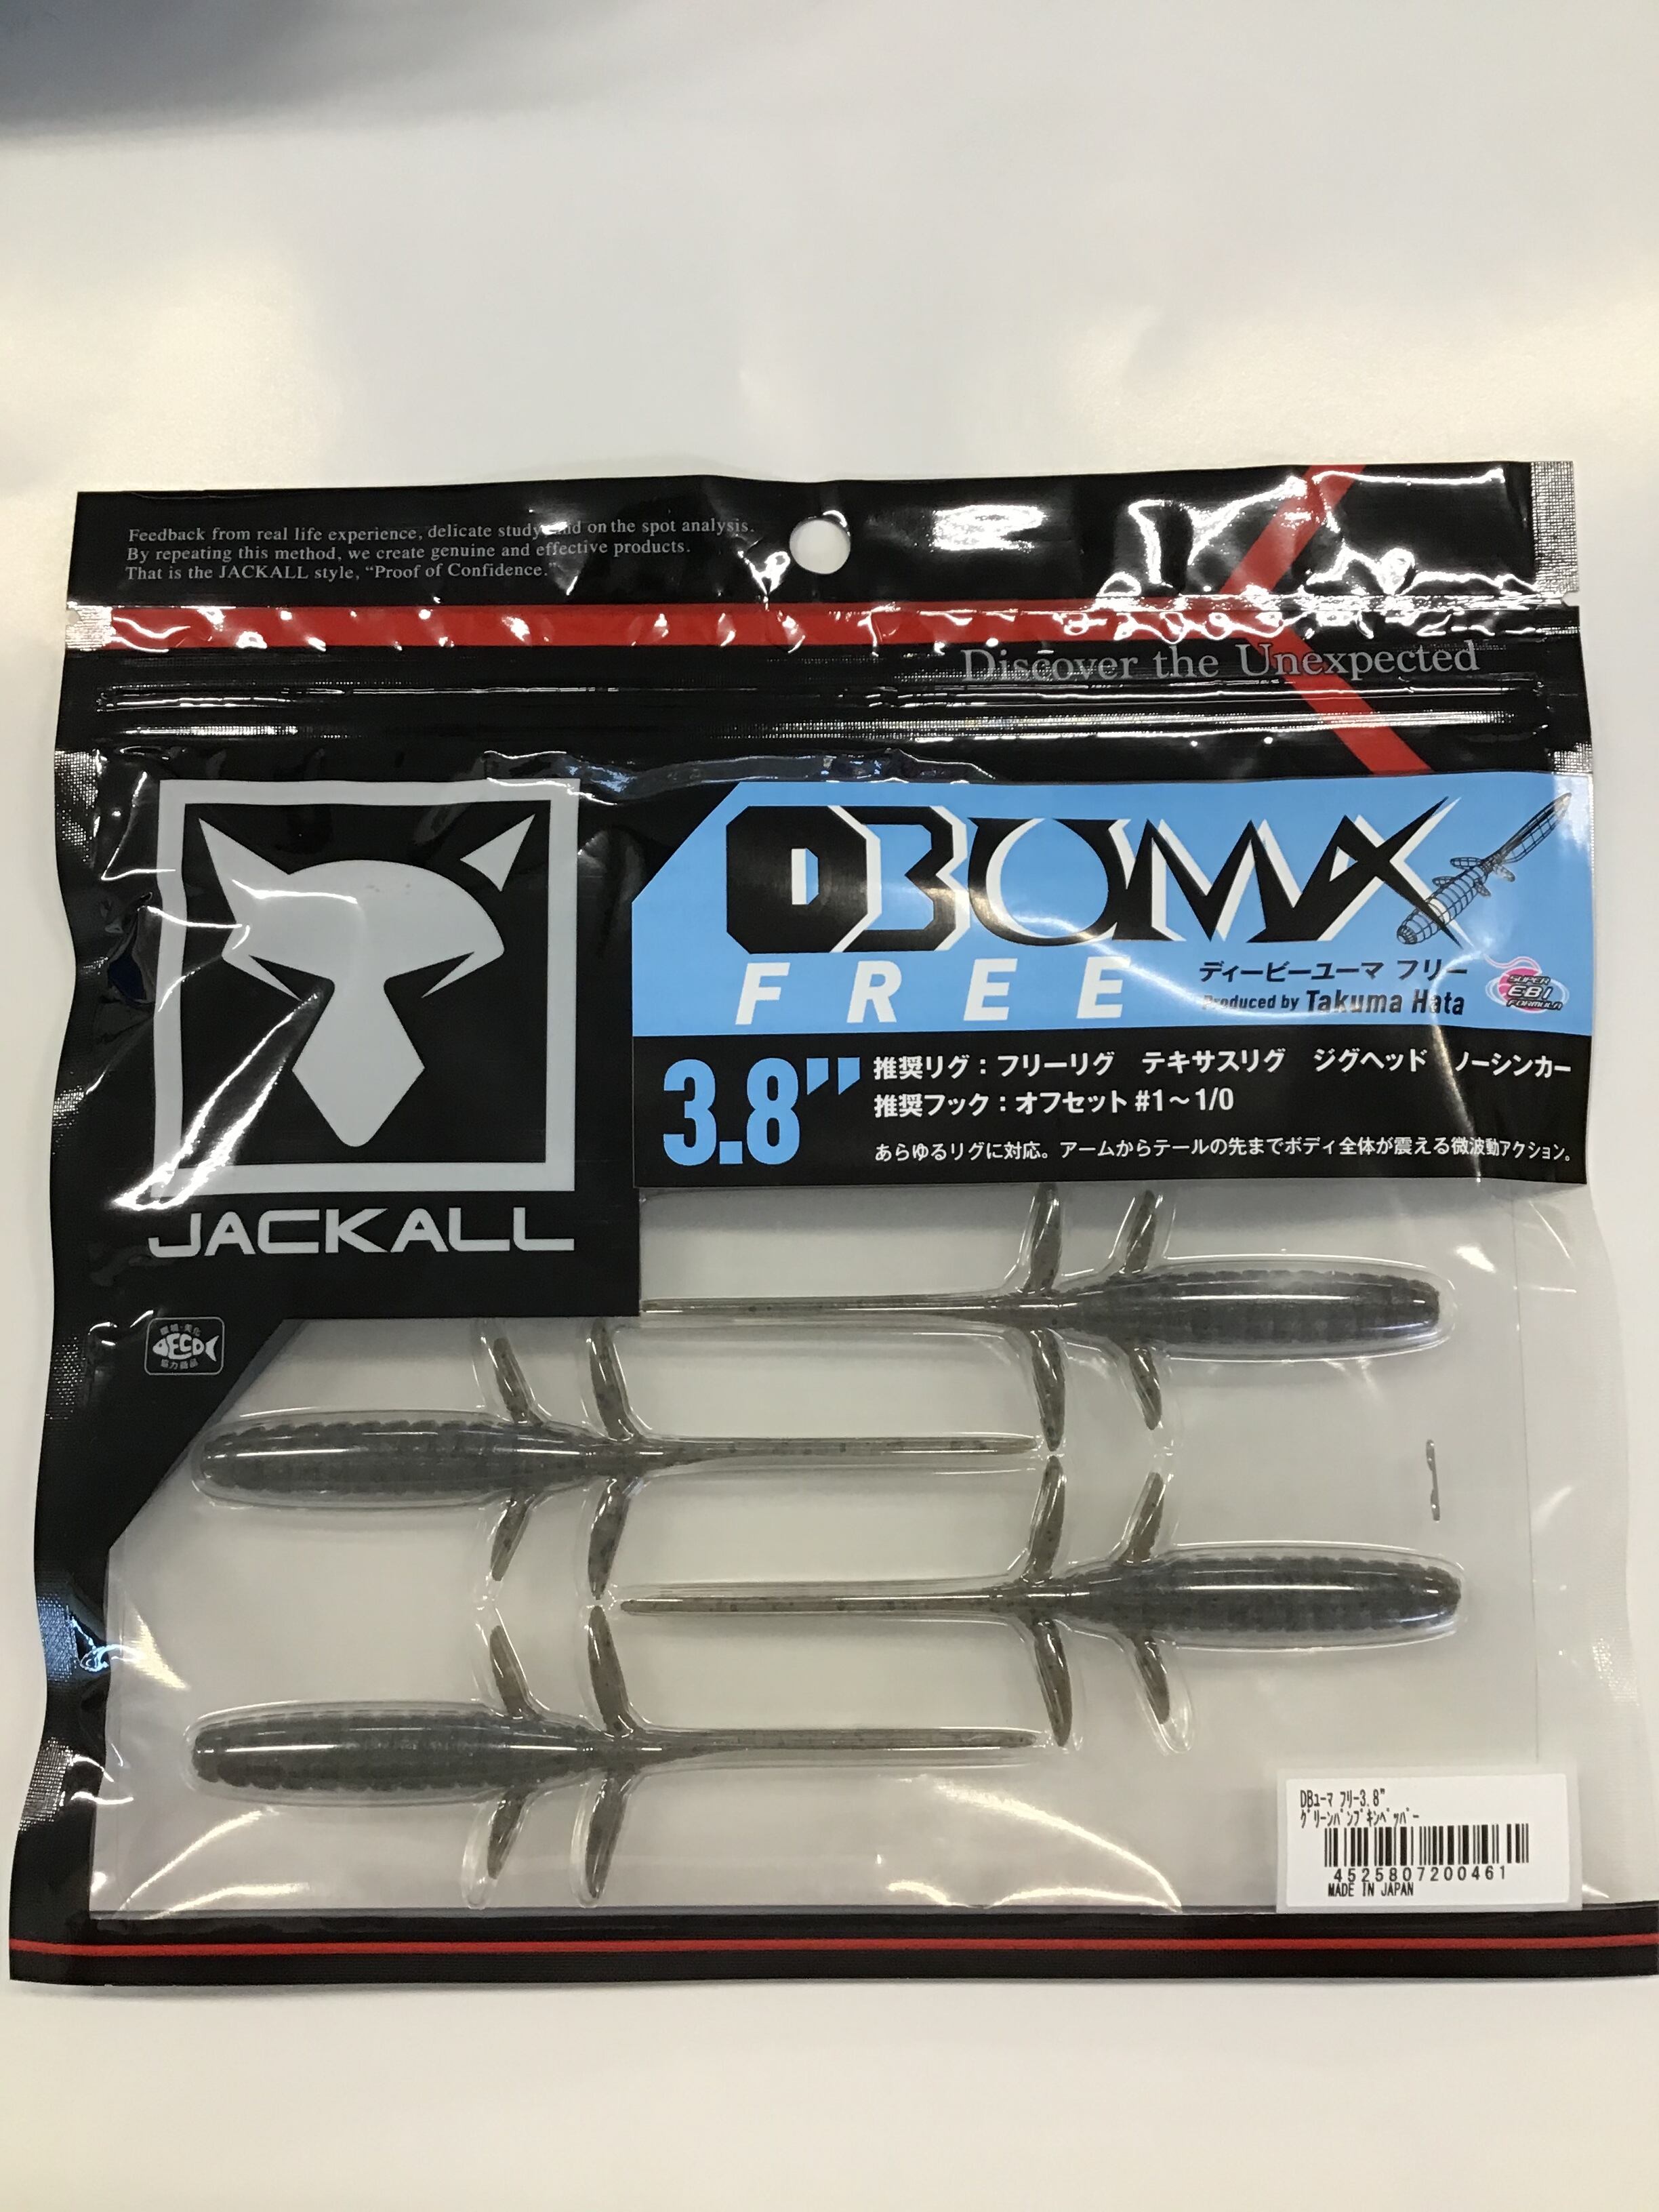 Feedback from real life experience, delicate study and on the spot analysis.
By repeating this method, we create genuine and effective products.
That is the JACKALL style, “Proof of Confidence.”
Discover the Unexpected
JACKALL
DBUMA
FREE
ディービーユーマ フリー
Produced by Takuma Hata
SUPER
EBI
FORMULA
3.8”
推奨リグ：フリーリグ　テキサスリグ　ジグヘッド　ノーシンカー
推奨フック：オフセット #1～1/0
あらゆるリグに対応。アームからテールの先までボディ全体が震える微波動アクション。
ECO
協力商品
DBﾕｰﾏ ﾌﾘｰ3.8"
ｸﾞﾘｰﾝﾊﾟﾝﾌﾟｷﾝﾍﾟｯﾊﾟｰ
4525807200461
MADE IN JAPAN